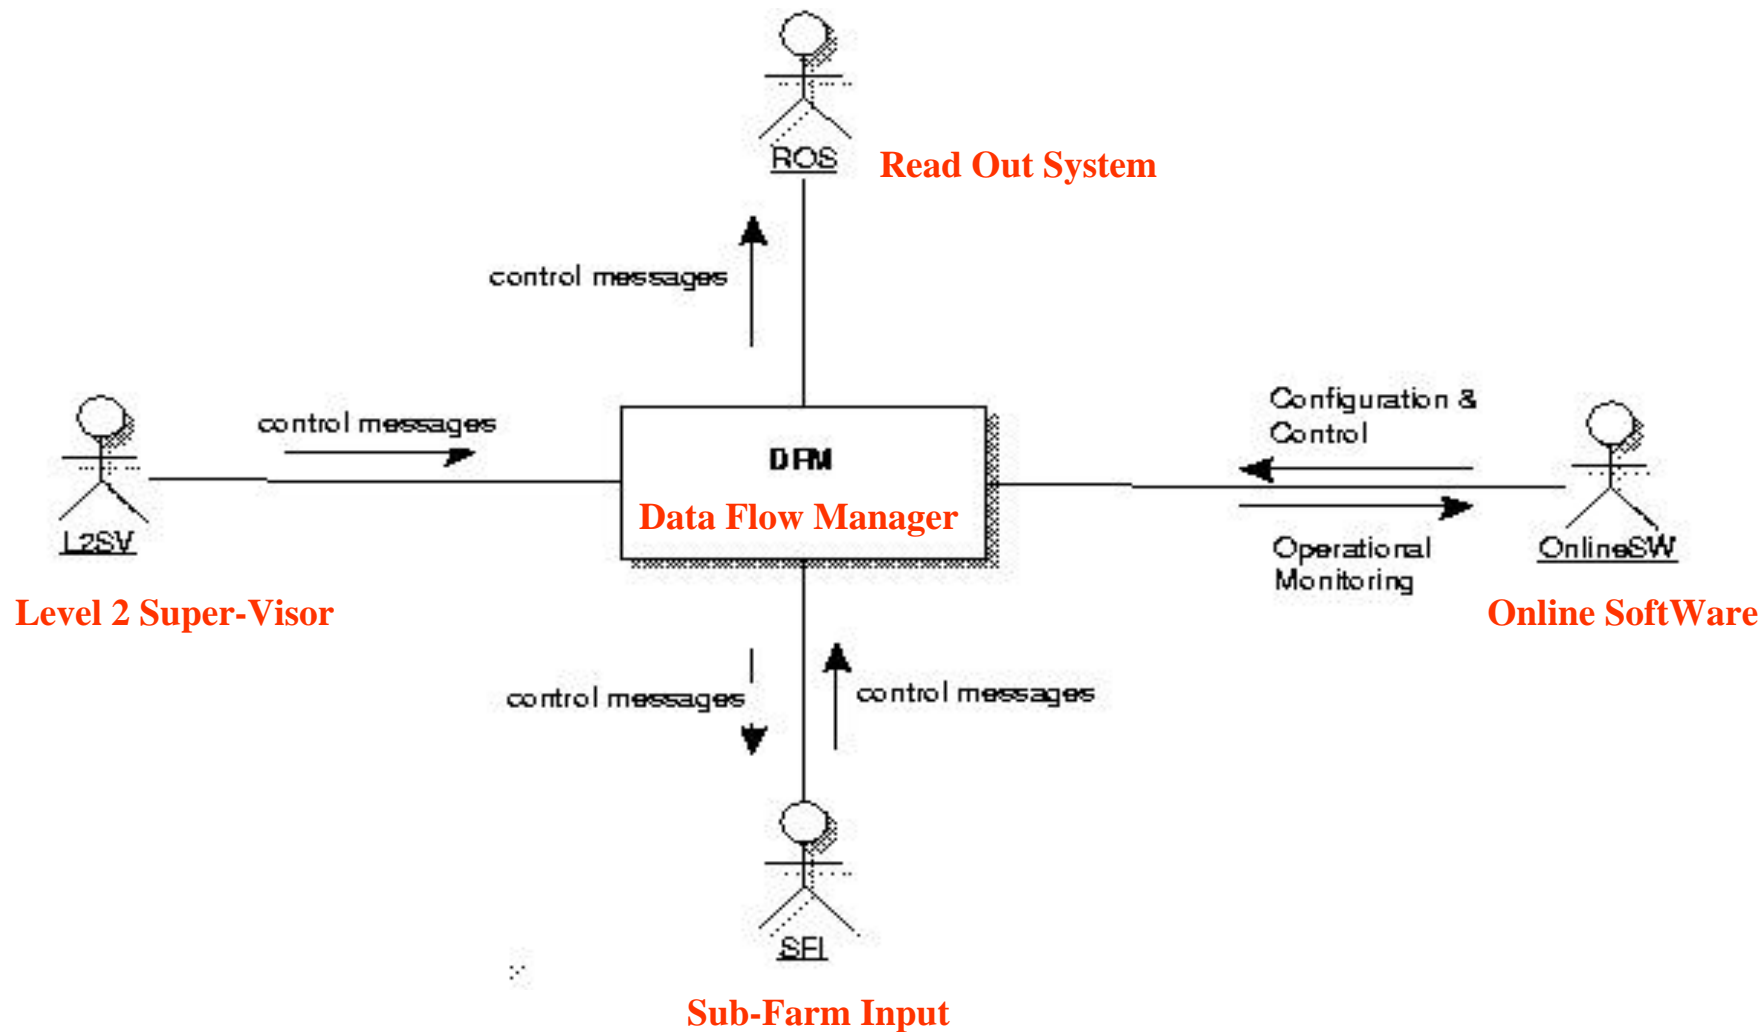 ROS
Read Out System
control messages
control messages
Configuration &
Control
DFM
Data Flow Manager
L2SV
Operational
Monitoring
OnlineSW
Level 2 Super-Visor
Online SoftWare
control messages
control messages
SFI
Sub-Farm Input